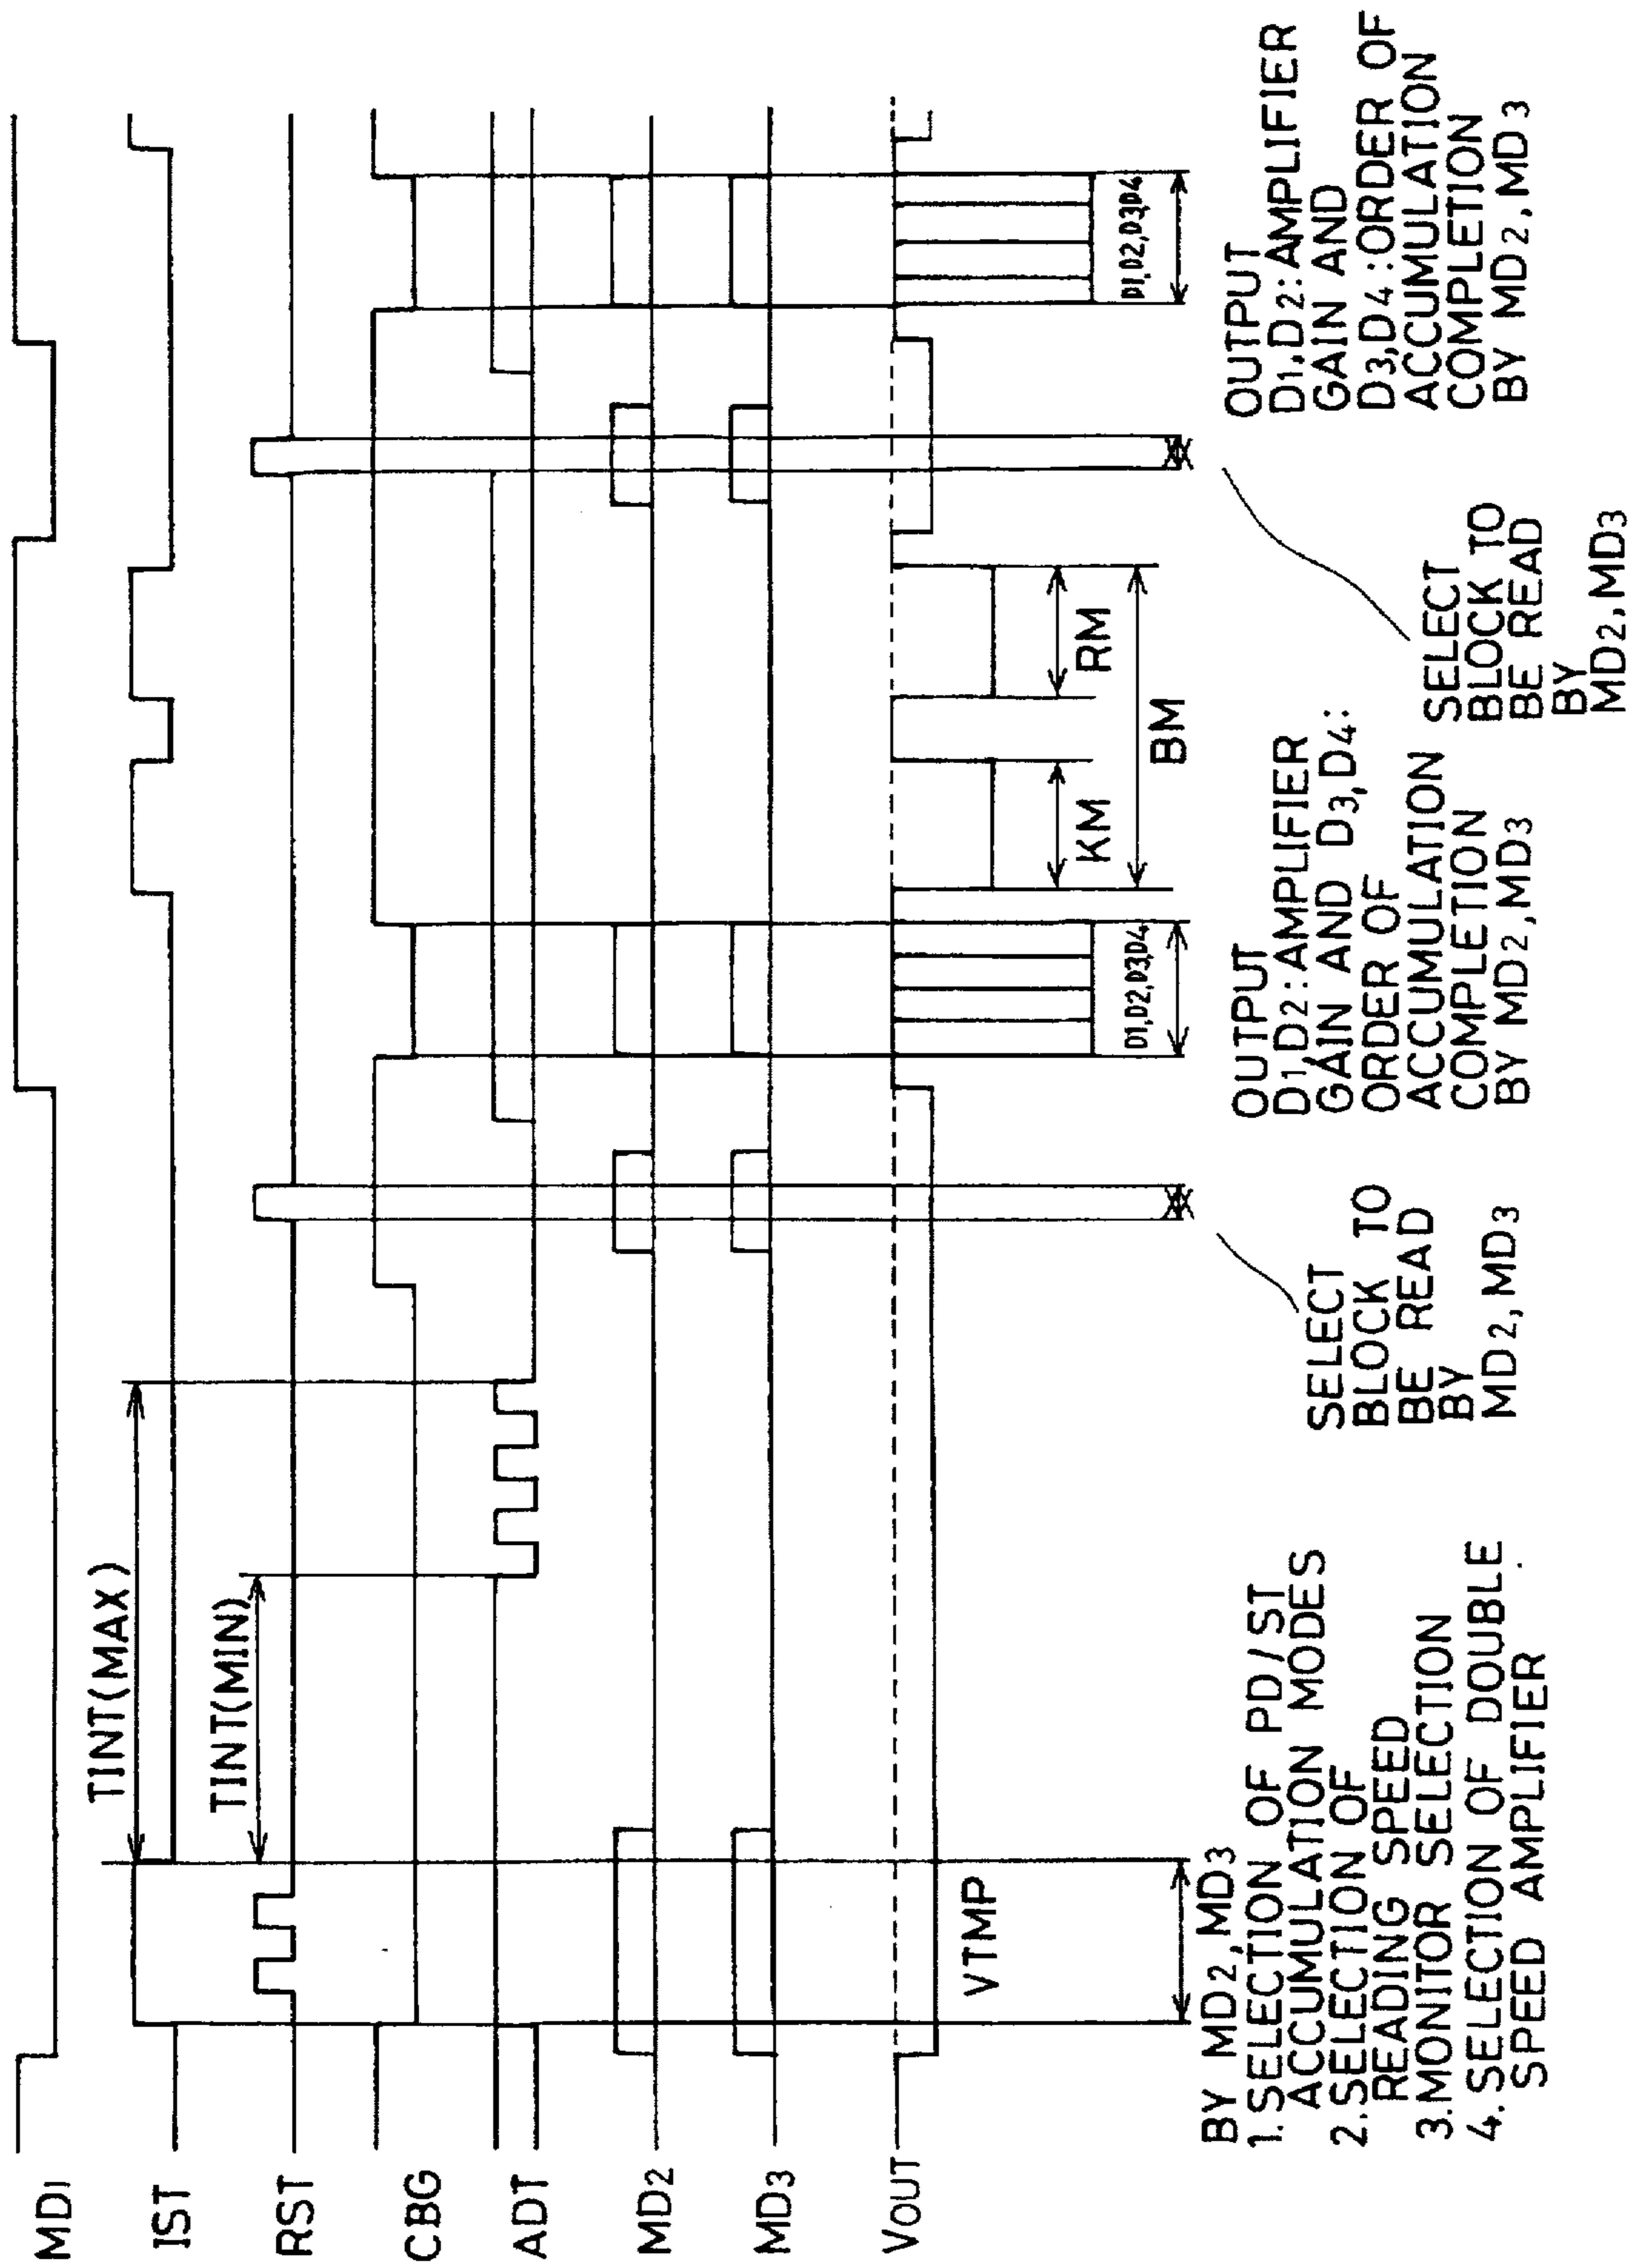 MD1
IST
RST
CBG
ADT
MD2
MD3
VOUT
TINT(MAX)
TINT(MIN)
VTMP
D1,D2,D3,D4
KM
RM
BM
D1,D2,D3,D4
BY MD2,MD3
1.SELECTION OF PD/ST
ACCUMULATION MODES
2.SELECTION OF
READING SPEED
3.MONITOR SELECTION
4.SELECTION OF DOUBLE
SPEED AMPLIFIER
SELECT
BLOCK TO
BE READ
BY
MD2,MD3
OUTPUT
D1,D2:AMPLIFIER
GAIN AND D3,D4:
ORDER OF
ACCUMULATION
COMPLETION
BY MD2,MD3
SELECT
BLOCK TO
BE READ
BY
MD2,MD3
OUTPUT
D1,D2:AMPLIFIER
GAIN AND
D3,D4:ORDER OF
ACCUMULATION
COMPLETION
BY MD2,MD3